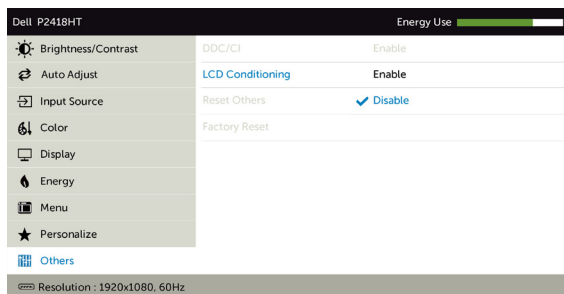 Dell P2418HT Energy Use
Brightness/Contrast DDC/CI Enable
Auto Adjust LCD Conditioning Enable
Input Source Reset Others Disable
Color Factory Reset
Display
Energy
Menu
Personalize
Others
Resolution : 1920x1080, 60Hz